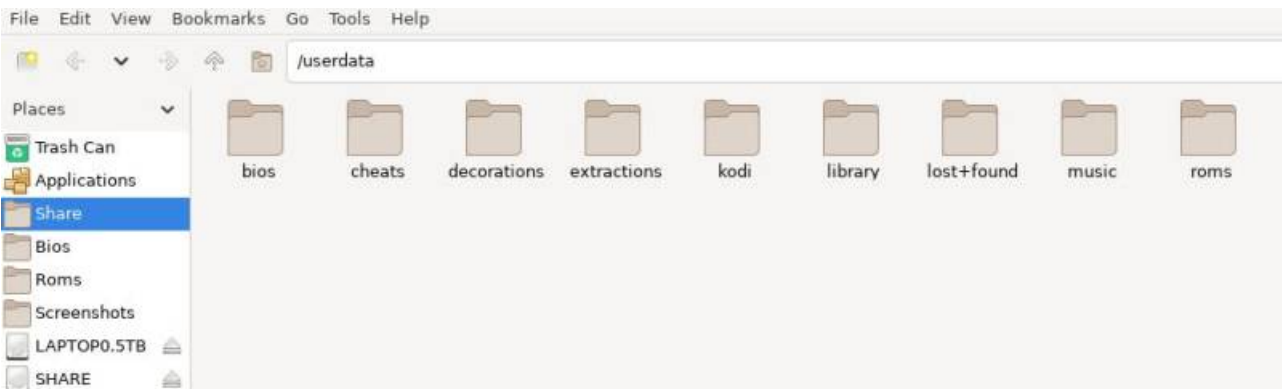 File Edit View Bookmarks Go Tools Help
/userdata
Places
Trash Can
Applications
Share
Bios
Roms
Screenshots
LAPTOP0.5TB
SHARE
bios cheats decorations extractions kodi library lost+found music roms